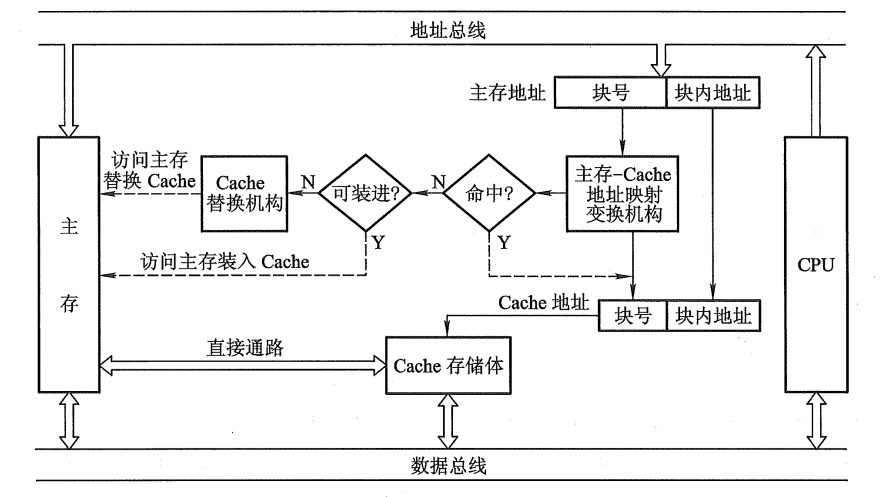 地址总线
主存地址
块号
块内地址
访问主存
替换 Cache
Cache
替换机构
N
可装进?
N
命中?
主存-Cache
地址映射
变换机构
主
存
Y
Y
访问主存装入 Cache
CPU
Cache 地址
块号
块内地址
直接通路
Cache 存储体
数据总线